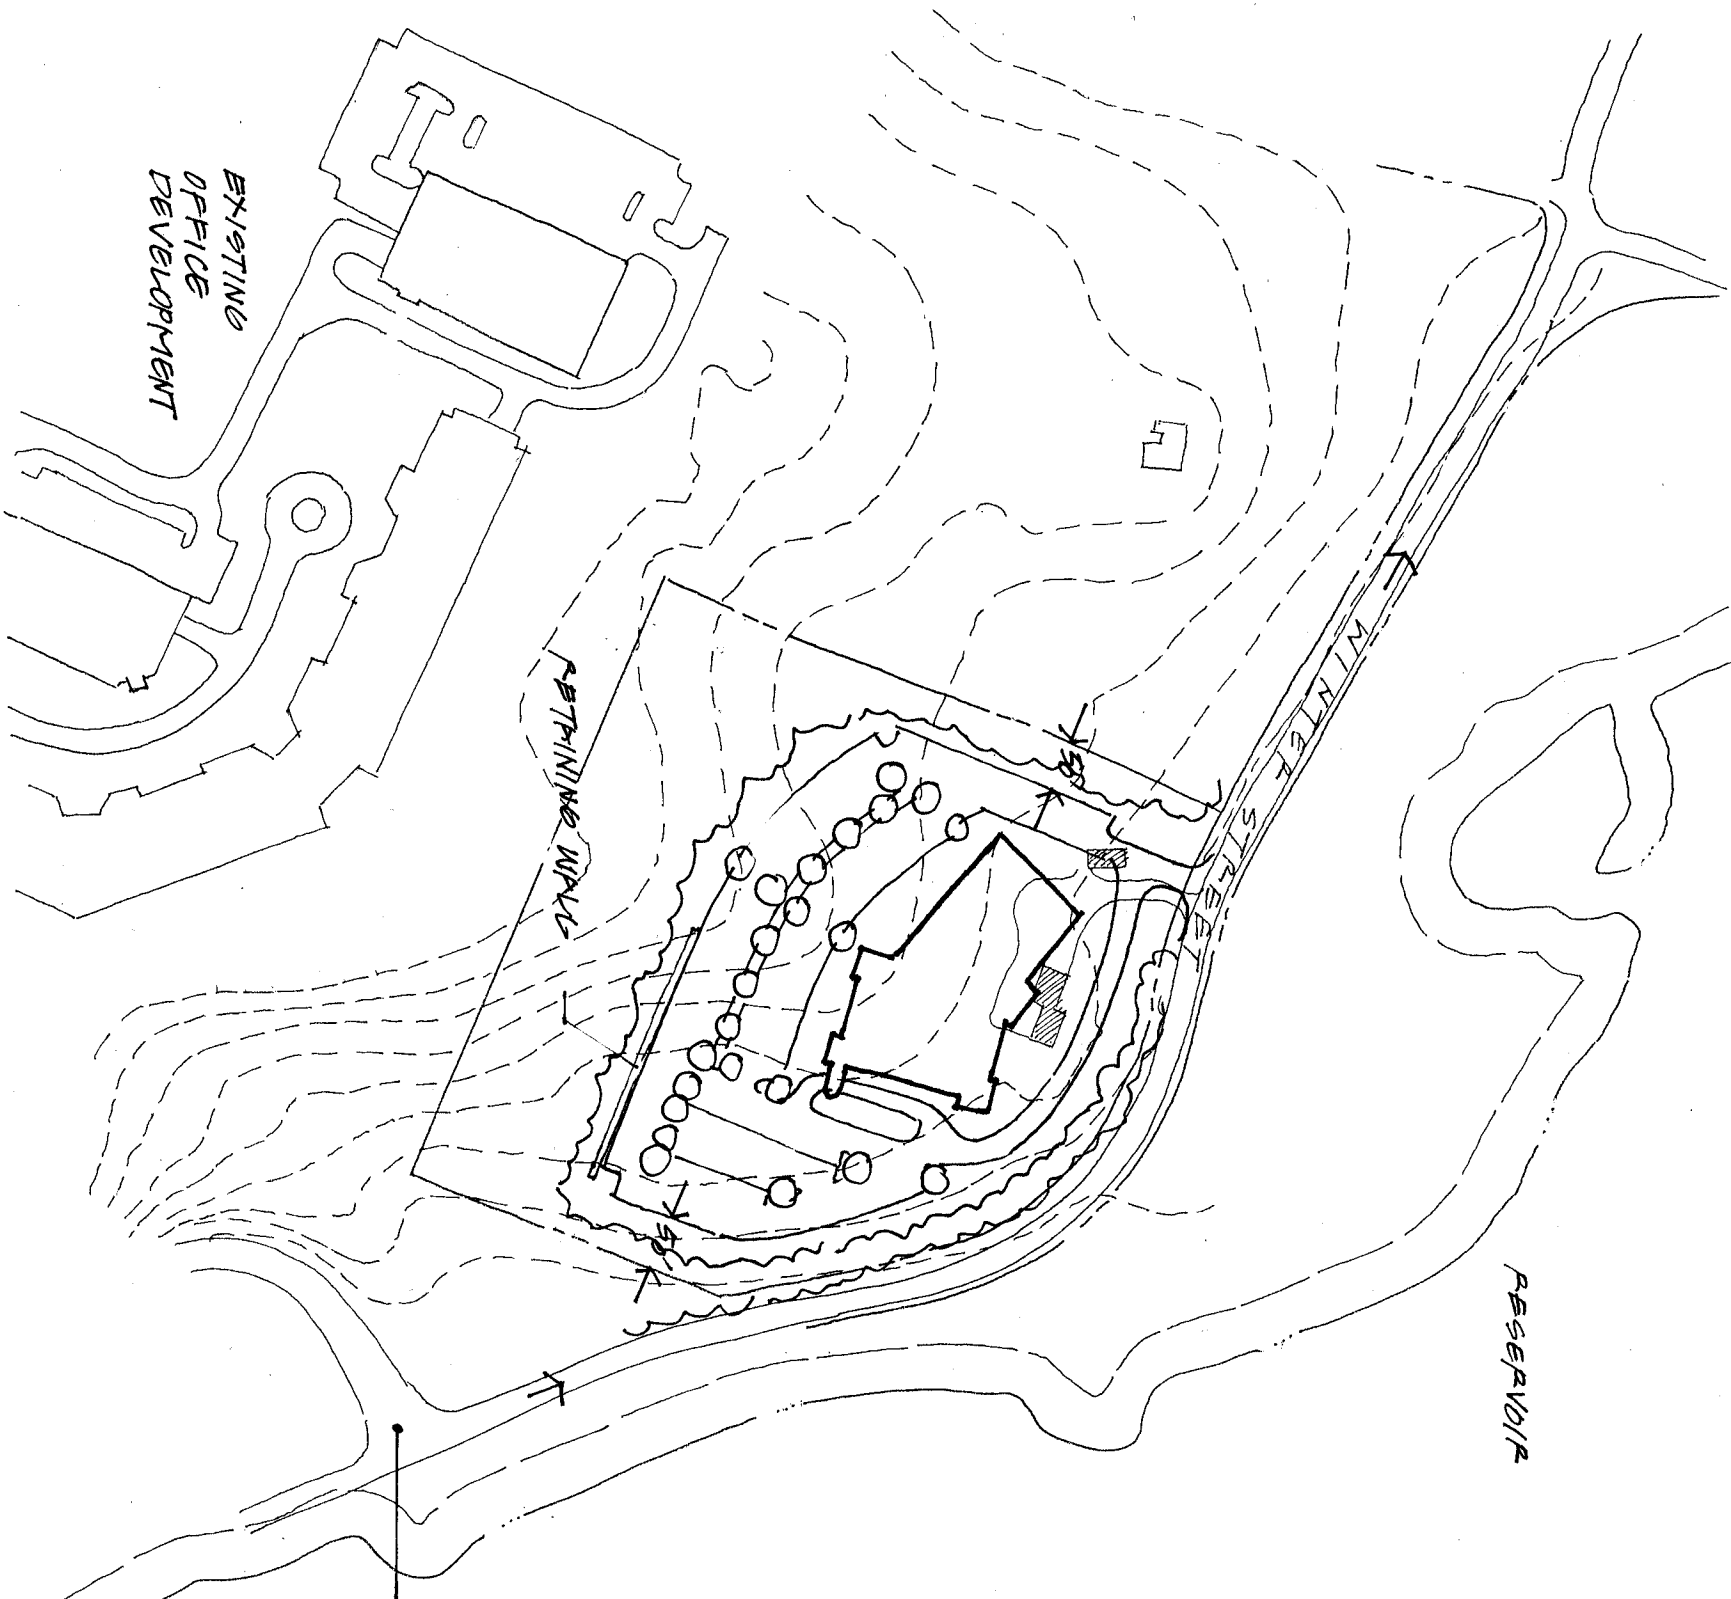 EXISTING
OFFICE
DEVELOPMENT
RETAINING WALL
WINTER STREET
50'
50'
RESERVOIR